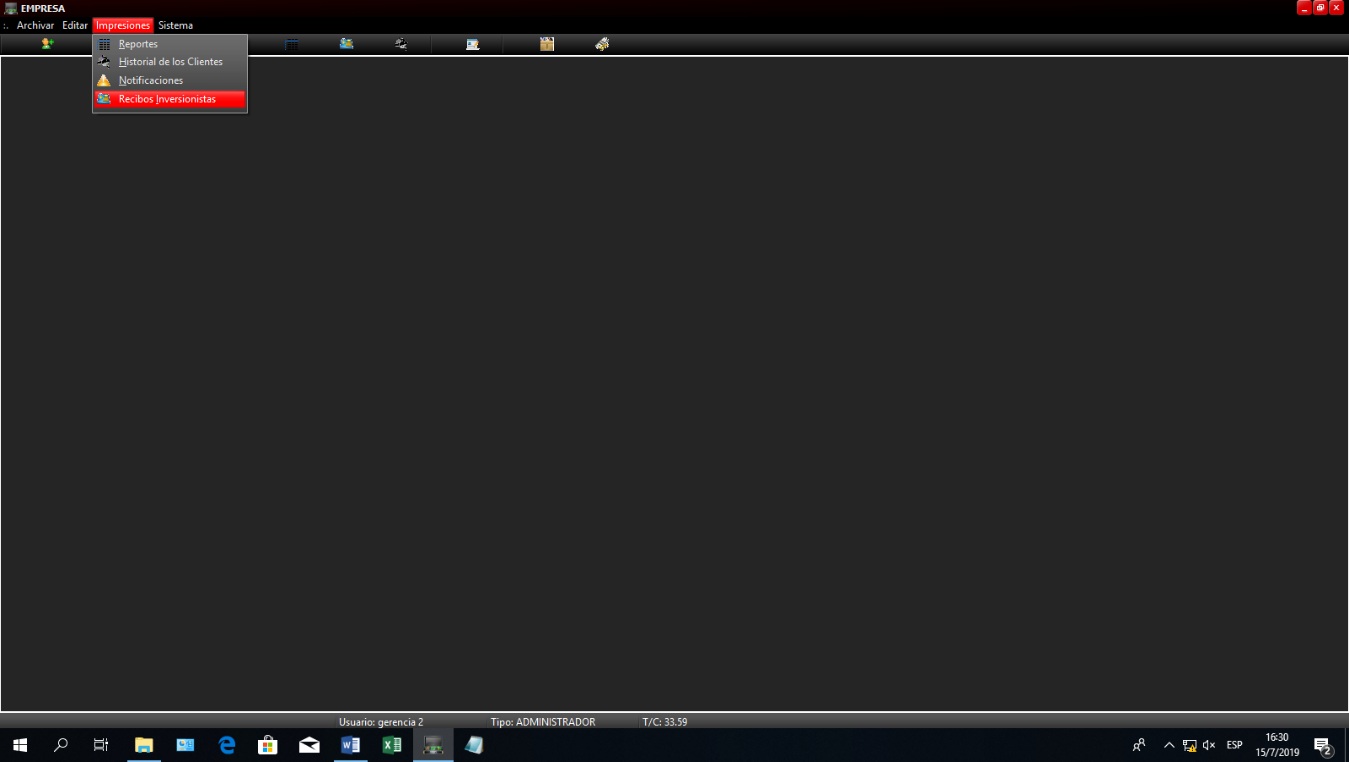 EMPRESA
:. Archivar Editar Impresiones Sistema
Reportes
Historial de los Clientes
Notificaciones
Recibos Inversionistas
Usuario: gerencia 2 Tipo: ADMINISTRADOR T/C: 33.59
ESP 16:30
15/7/2019
2